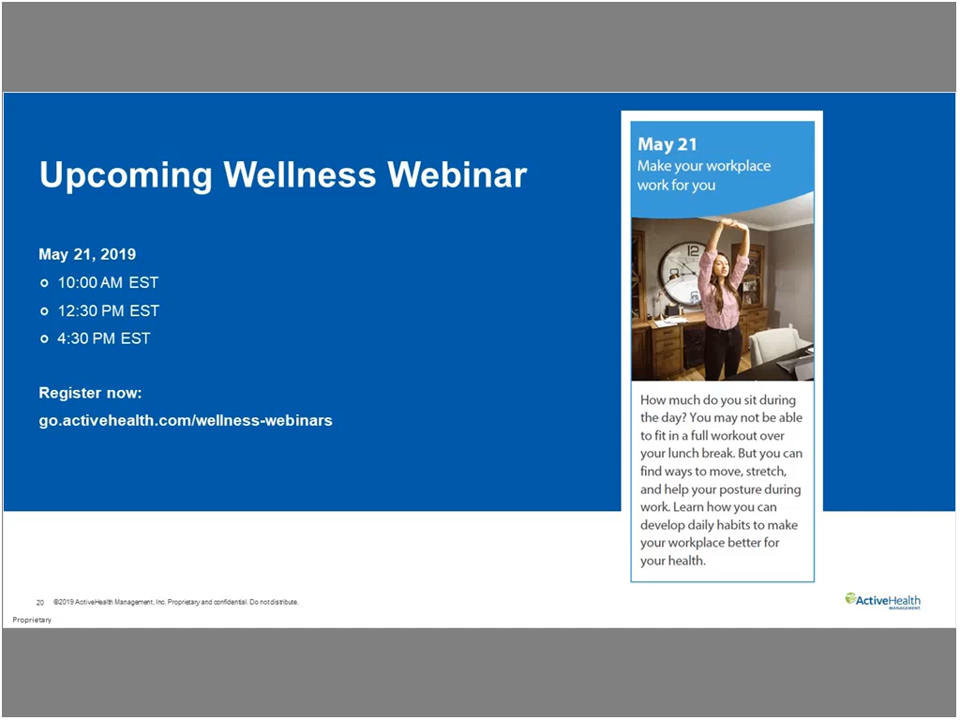 Upcoming Wellness Webinar
May 21, 2019
10:00 AM EST
12:30 PM EST
4:30 PM EST
Register now:
go.activehealth.com/wellness-webinars
May 21
Make your workplace
work for you
12
How much do you sit during
the day? You may not be able
to fit in a full workout over
your lunch break. But you can
find ways to move, stretch,
and help your posture during
work. Learn how you can
develop daily habits to make
your workplace better for
your health.
20 ©2019 ActiveHealth Management, Inc. Proprietary and confidential. Do not distribute.
ActiveHealth
MANAGEMENT.
Proprietary